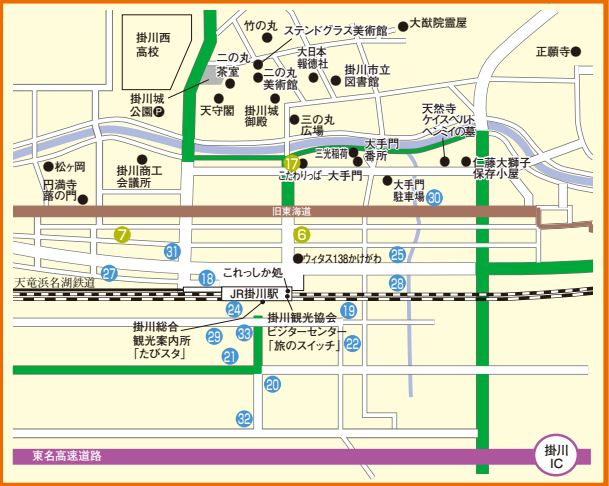 竹の丸
ステンドグラス美術館
大猷院霊屋
掛川西
高校
正願寺
二の丸
茶室
二の丸
美術館
大日本
報徳社
掛川市立
図書館
掛川城
公園P
天守閣
掛川城
御殿
三の丸
広場
天然寺
ケイスペルト
ヘンミィの墓
大手門
番所
三光稲荷
松ヶ岡
掛川商工
会議所
17
こだわりっぱ
大手門
仁藤大獅子
保存小屋
円満寺
蕗の門
大手門
駐車場
30
旧東海道
7
6
31
ウィタス138かけがわ
25
27
18
これっしか処
28
天竜浜名湖鉄道
JR掛川駅
24
19
掛川総合
観光案内所
「たびスタ」
掛川観光協会
ビジターセンター
「旅のスイッチ」
29
33
22
21
20
32
東名高速道路
掛川
IC